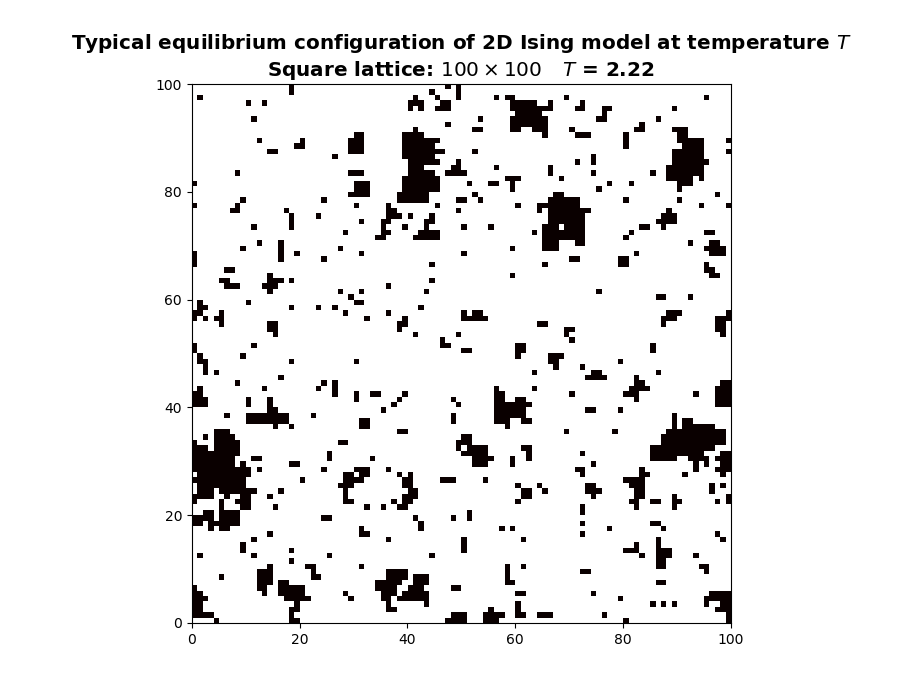 Typical equilibrium configuration of 2D Ising model at temperature T
Square lattice: 100 × 100 T = 2.22
100
80
60
40
20
0
0 20 40 60 80 100